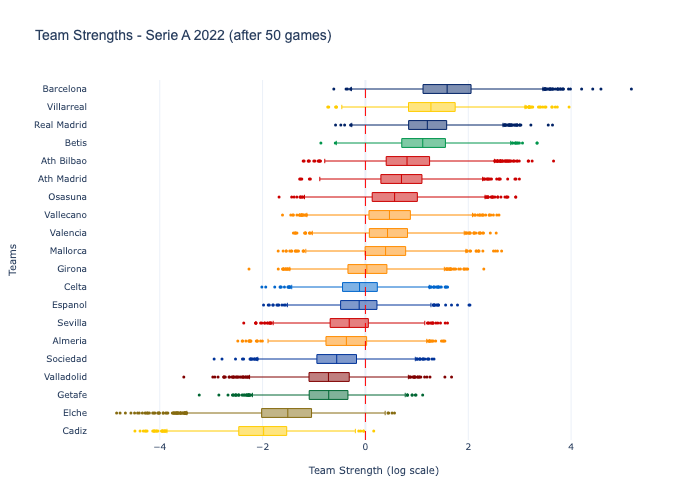 Team Strengths - Serie A 2022 (after 50 games)
Barcelona
Villarreal
Real Madrid
Betis
Ath Bilbao
Ath Madrid
Osasuna
Vallecano
Valencia
Mallorca
Girona
Celta
Espanol
Sevilla
Almeria
Sociedad
Valladolid
Getafe
Elche
Cadiz
Teams
−4 −2 0 2 4
Team Strength (log scale)